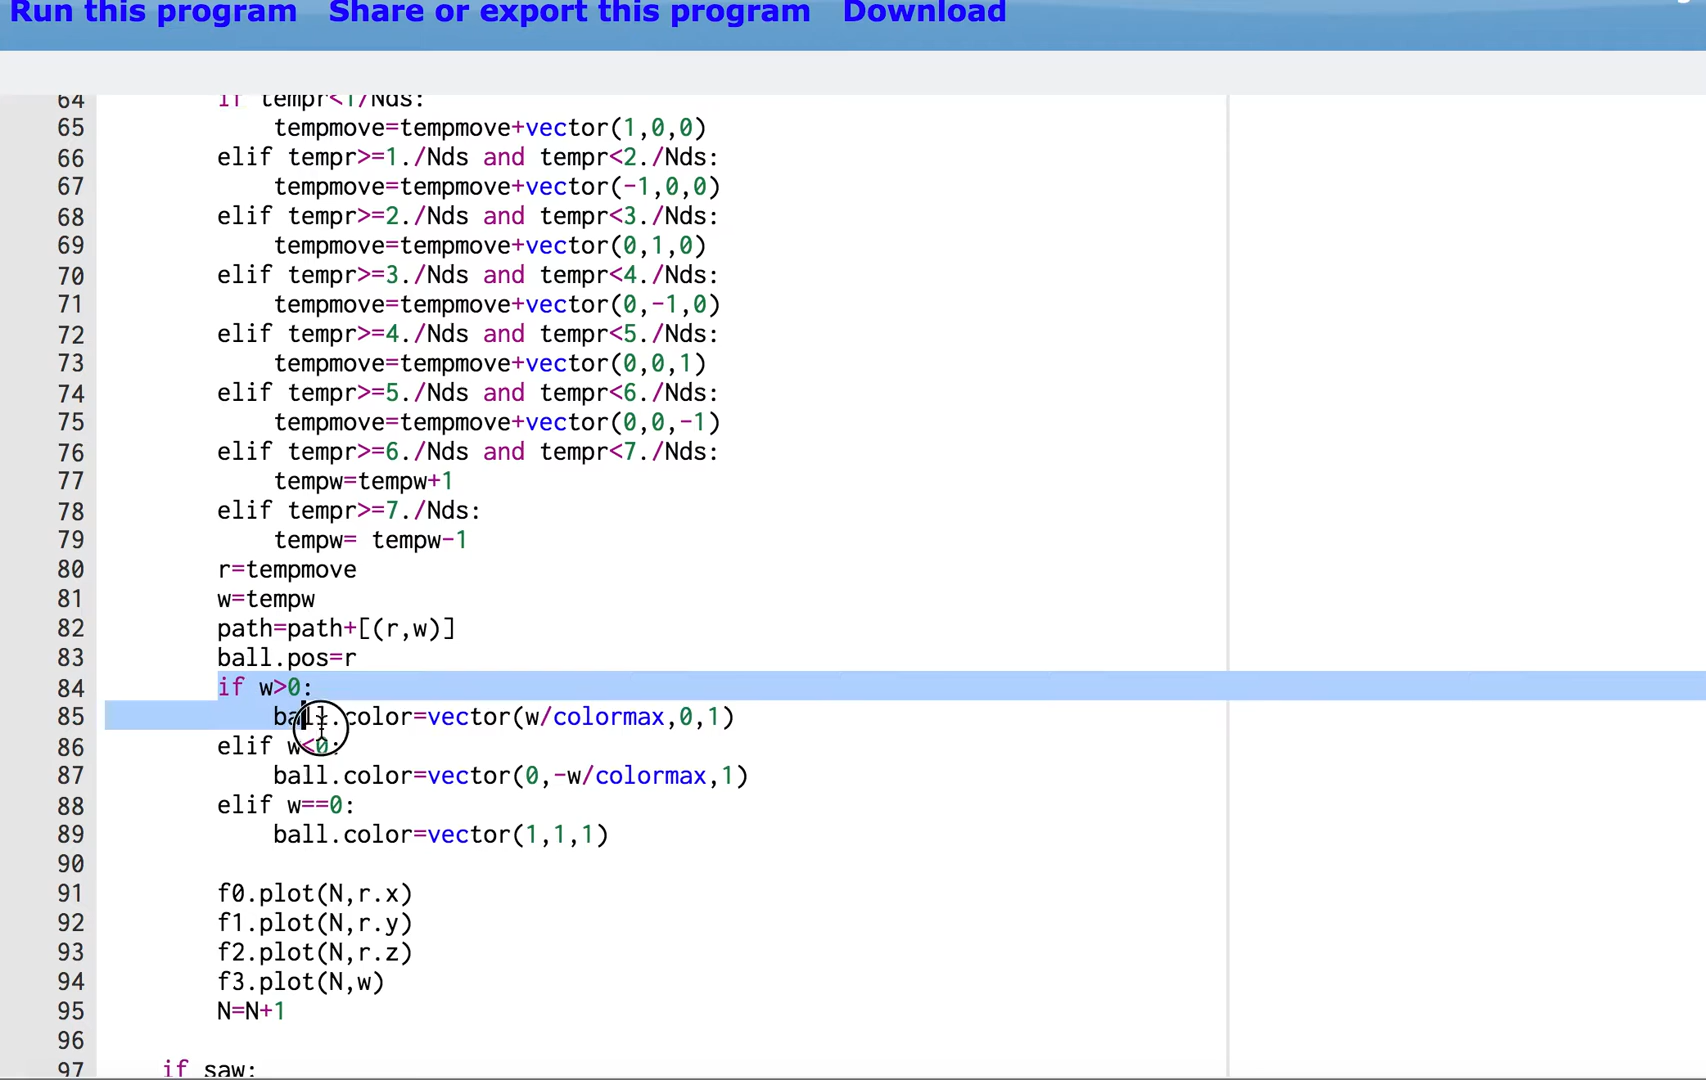 Run this program Share or export this program Download
64 if tempr<1/Nds:
65 tempmove=tempmove+vector(1,0,0)
66 elif tempr>=1./Nds and tempr<2./Nds:
67 tempmove=tempmove+vector(-1,0,0)
68 elif tempr>=2./Nds and tempr<3./Nds:
69 tempmove=tempmove+vector(0,1,0)
70 elif tempr>=3./Nds and tempr<4./Nds:
71 tempmove=tempmove+vector(0,-1,0)
72 elif tempr>=4./Nds and tempr<5./Nds:
73 tempmove=tempmove+vector(0,0,1)
74 elif tempr>=5./Nds and tempr<6./Nds:
75 tempmove=tempmove+vector(0,0,-1)
76 elif tempr>=6./Nds and tempr<7./Nds:
77 tempw=tempw+1
78 elif tempr>=7./Nds:
79 tempw= tempw-1
80 r=tempmove
81 w=tempw
82 path=path+[(r,w)]
83 ball.pos=r
84 if w>0:
85 ball.color=vector(w/colormax,0,1)
86 elif w<0:
87 ball.color=vector(0,-w/colormax,1)
88 elif w==0:
89 ball.color=vector(1,1,1)
90
91 f0.plot(N,r.x)
92 f1.plot(N,r.y)
93 f2.plot(N,r.z)
94 f3.plot(N,w)
95 N=N+1
96
97 if saw: